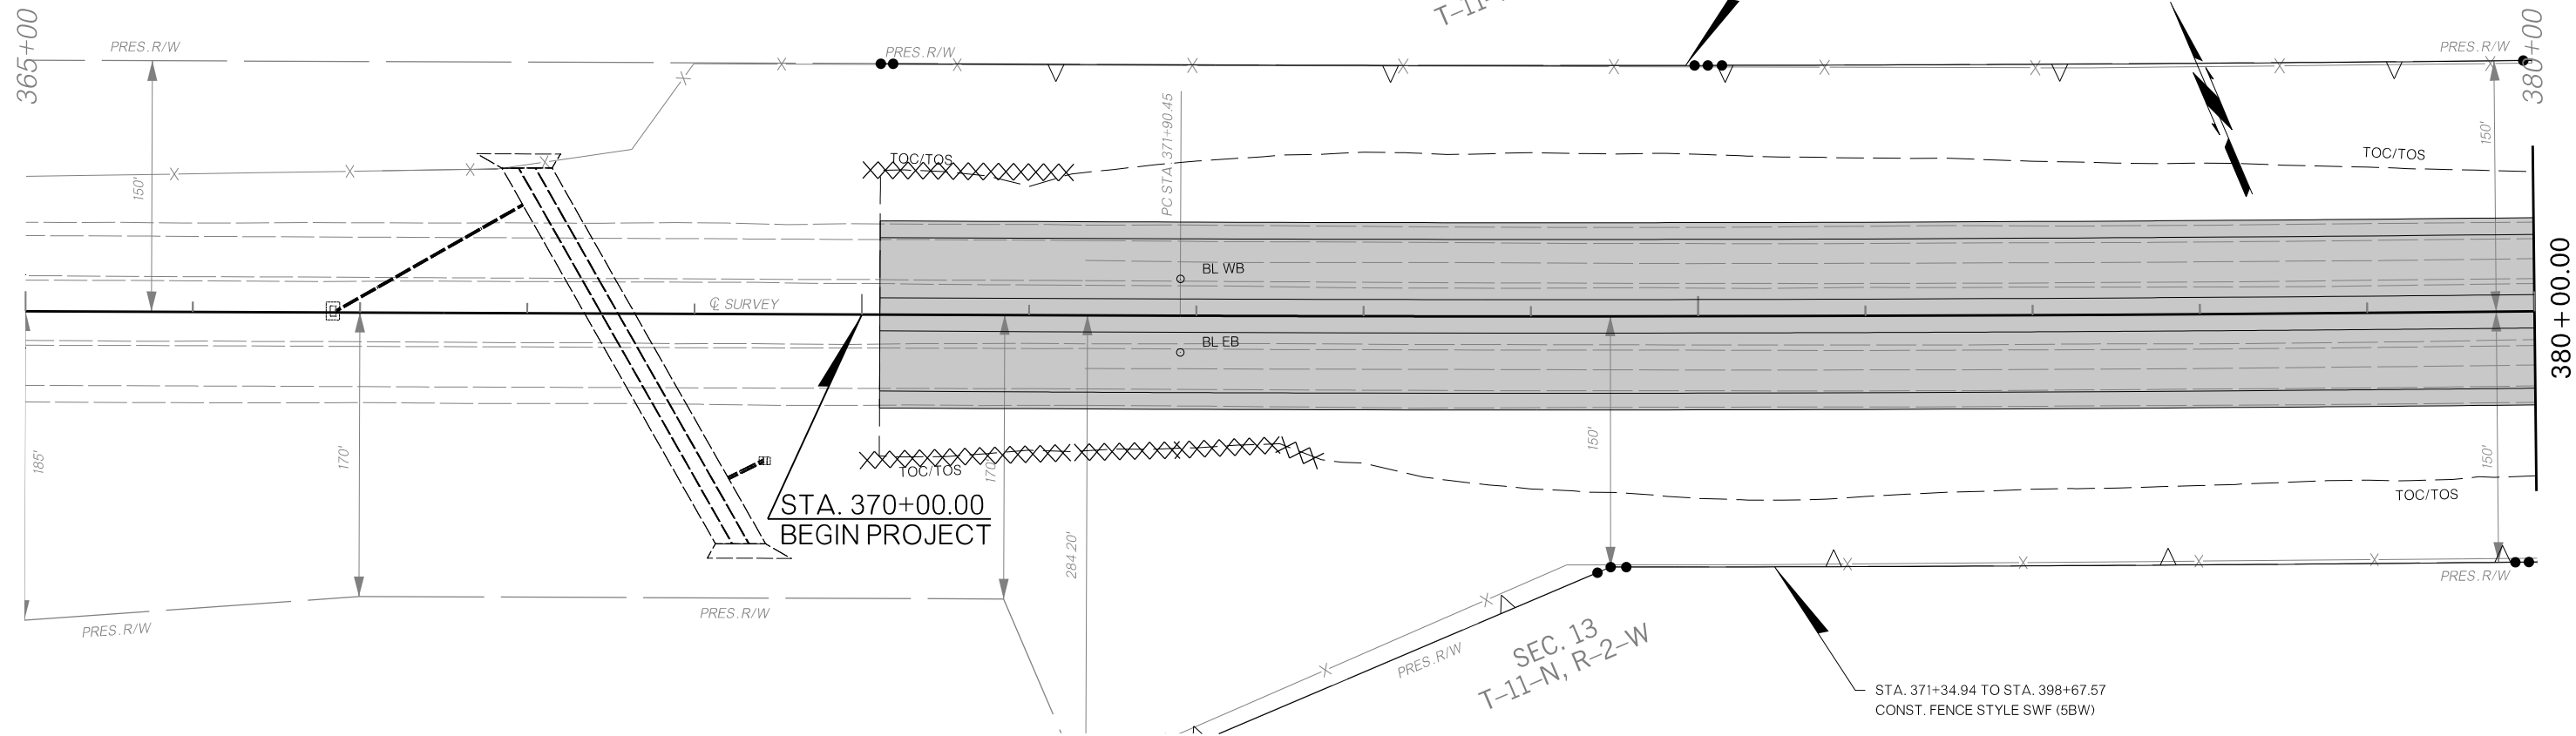 T-11-
365+00
PRES. R/W
PRES. R/W
PRES. R/W
380+00
150'
TOC/TOS
PC STA. 371+90.45
150'
TOC/TOS
BL WB
℄ SURVEY
BL EB
380+00.00
185'
170'
TOC/TOS
170'
150'
150'
TOC/TOS
STA. 370+00.00
BEGIN PROJECT
284.20'
PRES. R/W
PRES. R/W
PRES. R/W
PRES. R/W
SEC. 13
T-11-N, R-2-W
STA. 371+34.94 TO STA. 398+67.57
CONST. FENCE STYLE SWF (5BW)